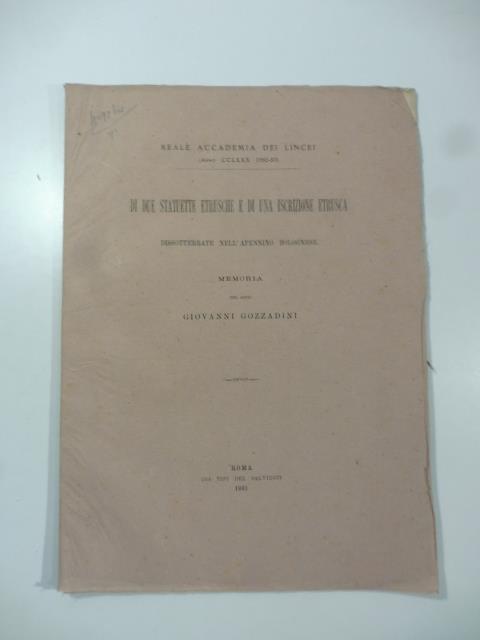 REALE ACCADEMIA DEI LINCEI
(ANNO CCLXXX 1882-83)
DI DUE STATUETTE ETRUSCHE E DI UNA ISCRIZIONE ETRUSCA
DISSOTTERRATE NELL'APENNINO BOLOGNESE.
MEMORIA
GIOVANNI GOZZADINI
ROMA
COI TIPI DEL SALVIUCCI
1883